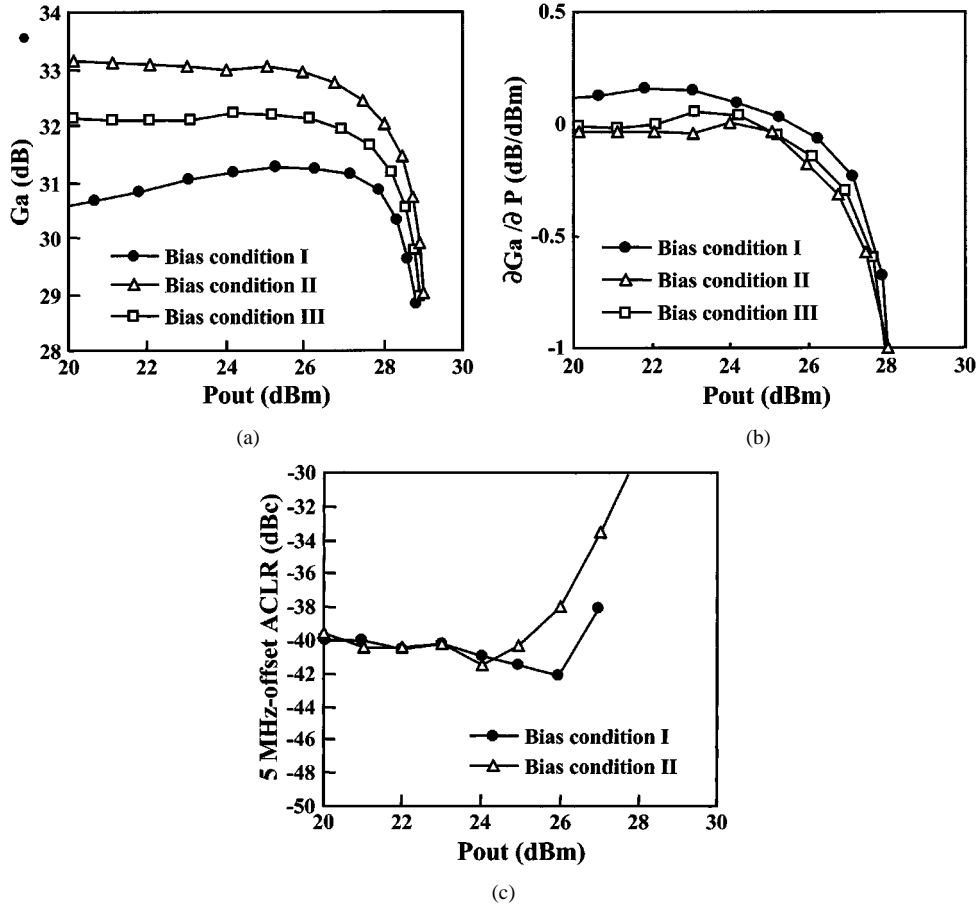 34
33
32
31
30
29
28
Ga (dB)
Bias condition I
Bias condition II
Bias condition III
20 22 24 26 28 30
Pout (dBm)
(a)
0.5
0
-0.5
-1
∂Ga /∂ P (dB/dBm)
Bias condition I
Bias condition II
Bias condition III
20 22 24 26 28 30
Pout (dBm)
(b)
-30
-32
-34
-36
-38
-40
-42
-44
-46
-48
-50
5 MHz-offset ACLR (dBc)
Bias condition I
Bias condition II
20 22 24 26 28 30
Pout (dBm)
(c)